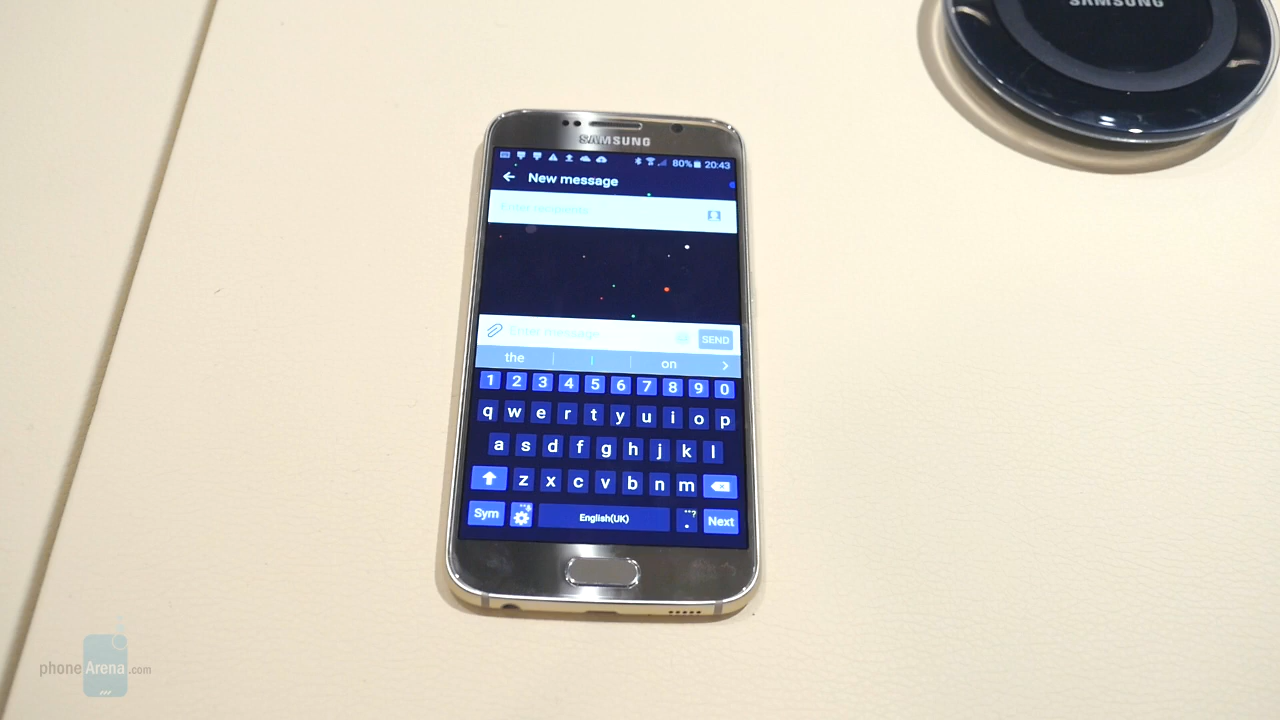 SAMSUNG
SAMSUNG
80% 20:43
New message
Enter recipients
Enter message...
SEND
the I on
1 2 3 4 5 6 7 8 9 0
q w e r t y u i o p
a s d f g h j k l
z x c v b n m
Sym English(UK) . Next
phoneArena.com